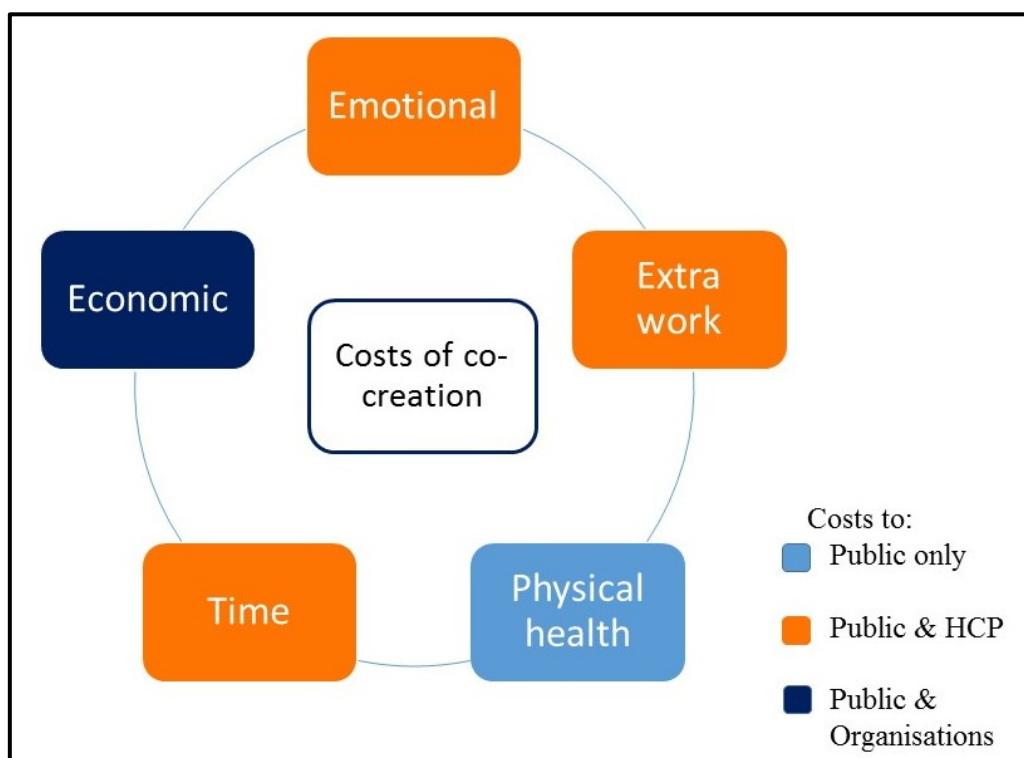 Emotional
Economic
Extra
work
Costs of co-
creation
Time
Physical
health
Costs to:
Public only
Public & HCP
Public &
Organisations